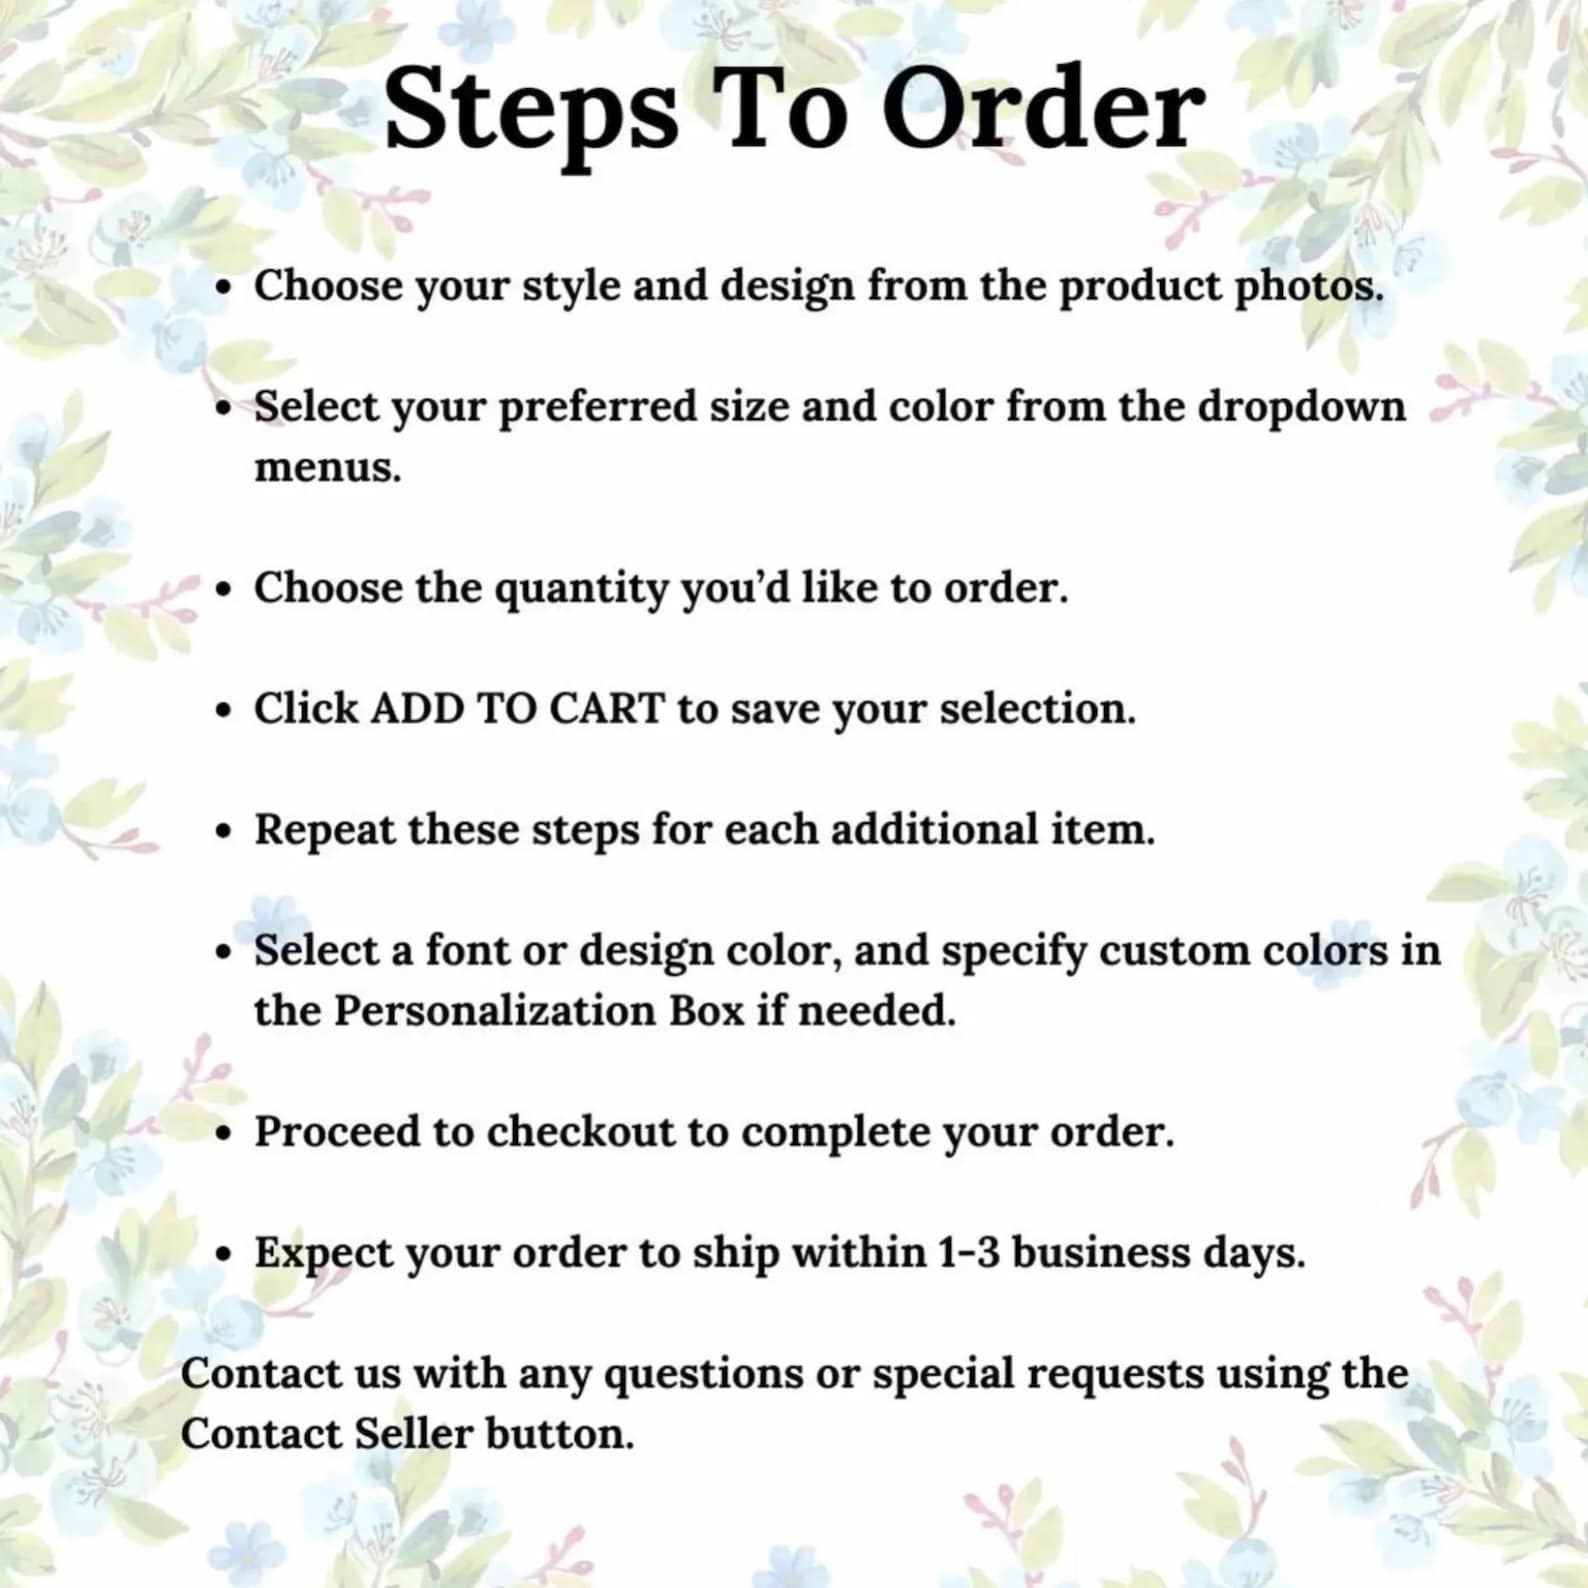 Steps To Order
• Choose your style and design from the product photos.
• Select your preferred size and color from the dropdown
menus.
• Choose the quantity you’d like to order.
• Click ADD TO CART to save your selection.
• Repeat these steps for each additional item.
• Select a font or design color, and specify custom colors in
the Personalization Box if needed.
• Proceed to checkout to complete your order.
• Expect your order to ship within 1-3 business days.
Contact us with any questions or special requests using the
Contact Seller button.